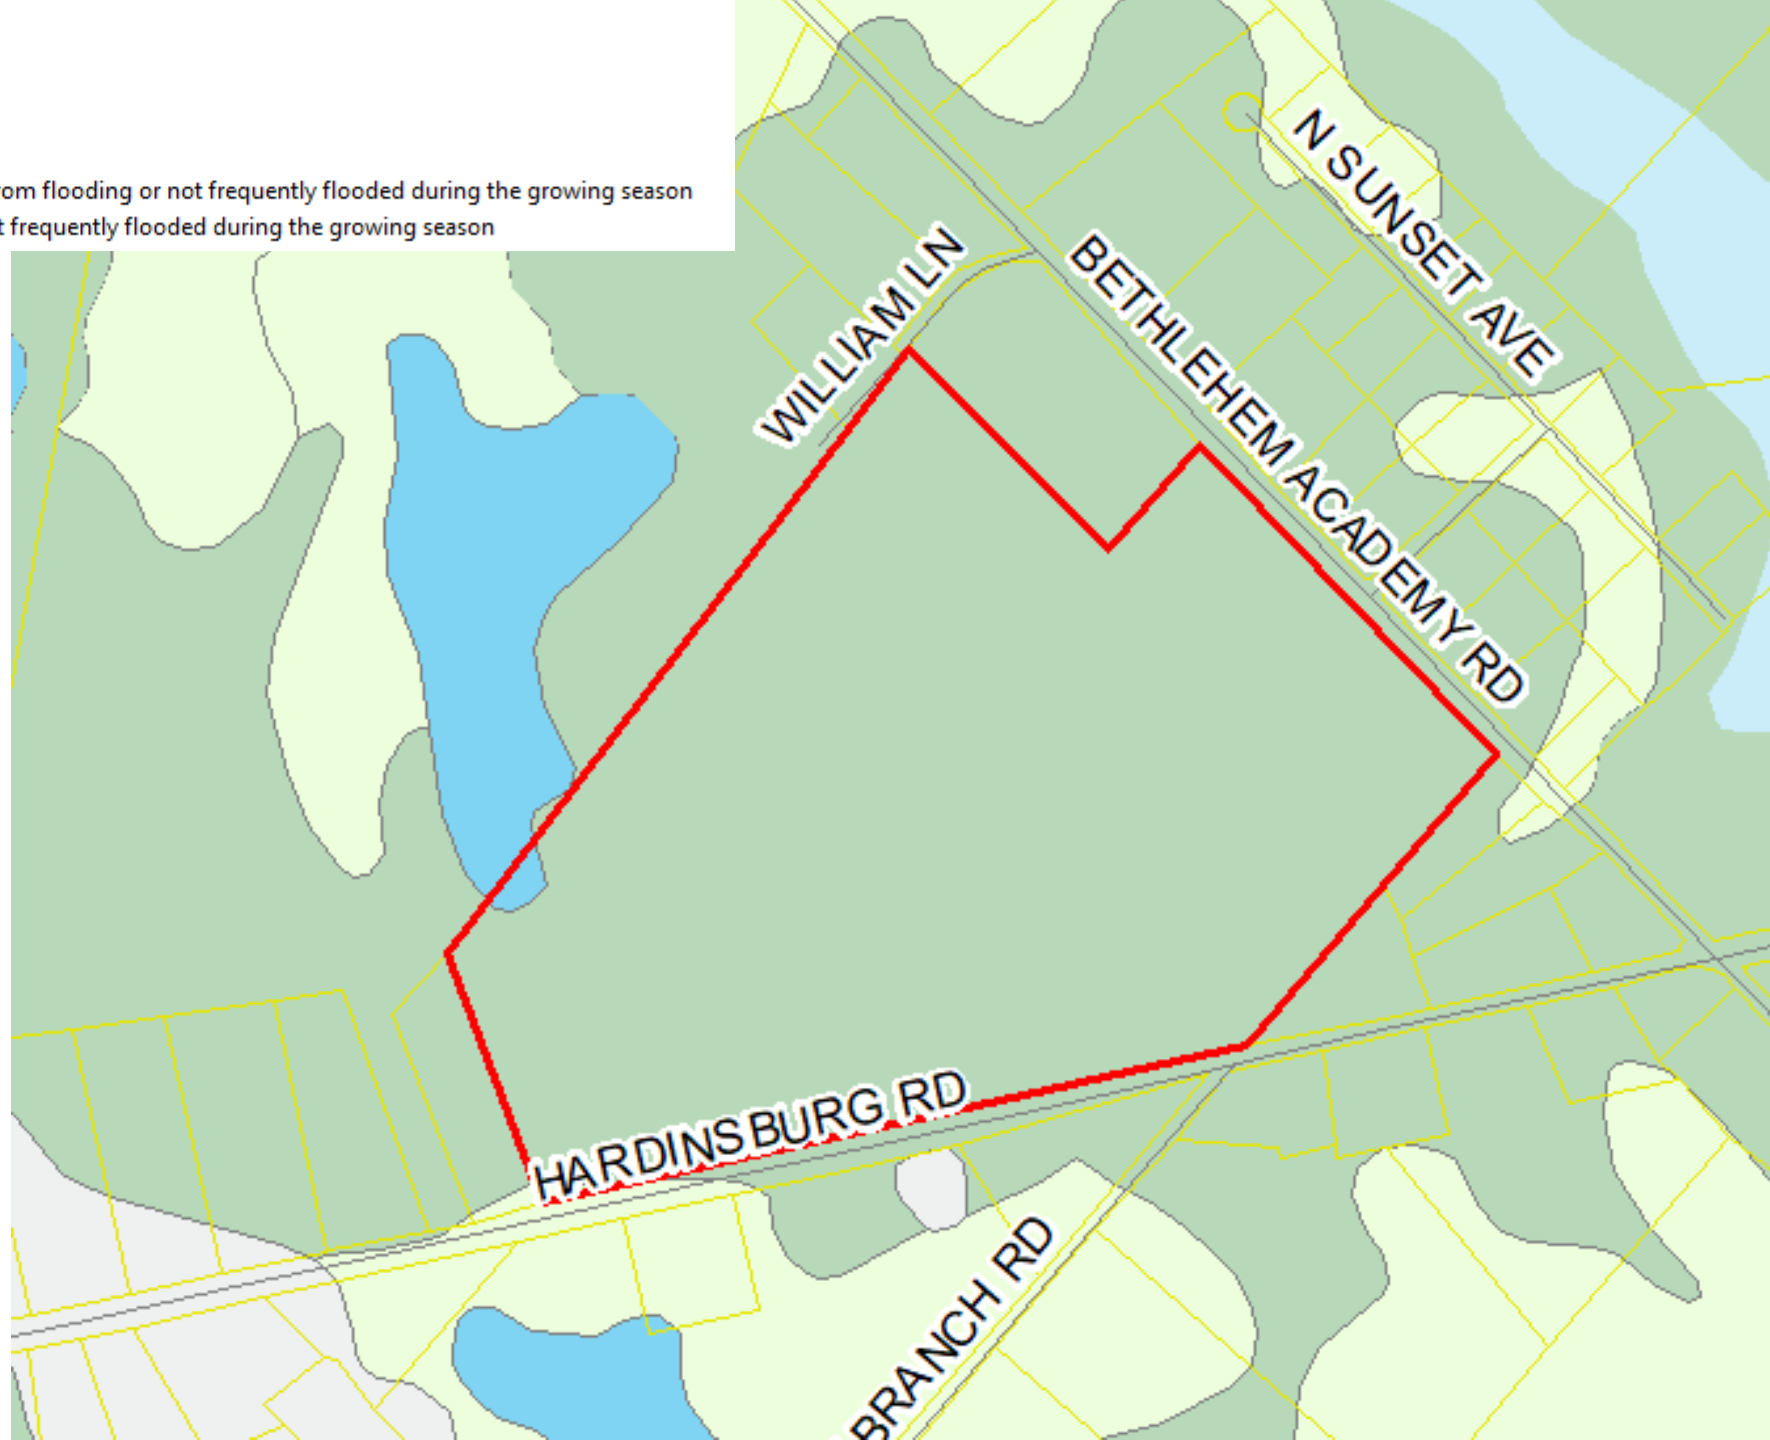 from flooding or not frequently flooded during the growing season
frequently flooded during the growing season
N SUNSET AVE
WILLIAM LN
BETHLEHEM ACADEMY RD
HARDINSBURG RD
BRANCH RD